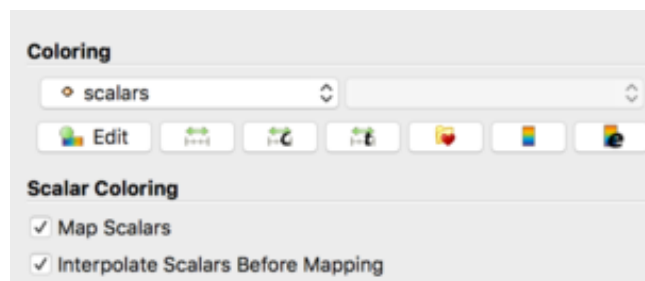 Coloring
scalars
Edit
Scalar Coloring
Map Scalars
Interpolate Scalars Before Mapping